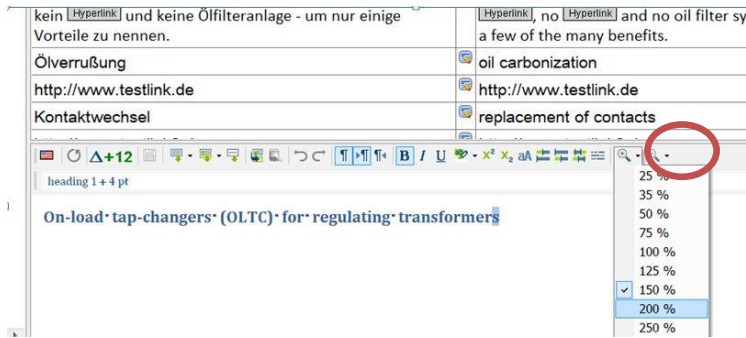 kein Hyperlink und keine Ölfilteranlage - um nur einige
Vorteile zu nennen.
Hyperlink, no Hyperlink and no oil filter sy
a few of the many benefits.
Ölverrußung
oil carbonization
http://www.testlink.de
http://www.testlink.de
Kontaktwechsel
replacement of contacts
Δ+12 B I U x² x₂ aA
heading 1 + 4 pt
On-load tap-changers (OLTC) for regulating transformers
25 %
35 %
50 %
75 %
100 %
125 %
150 %
200 %
250 %